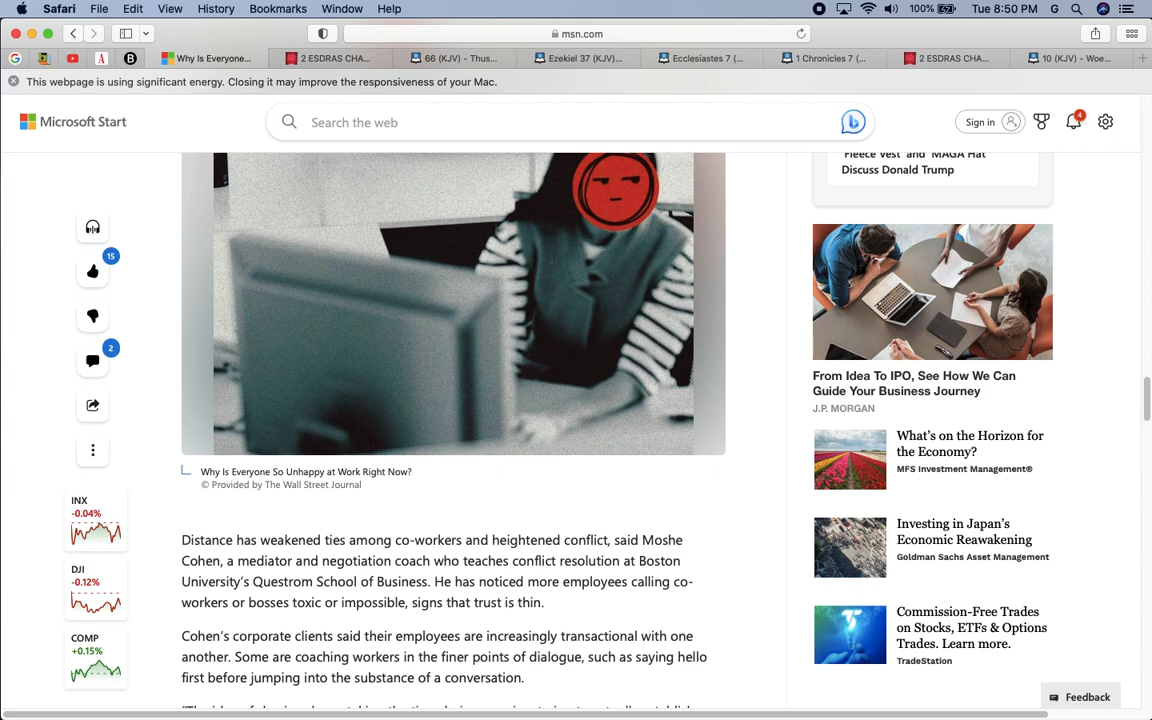 Safari File Edit View History Bookmarks Window Help 100% Tue 8:50 PM G
msn.com
G A B Why Is Everyone... 2 ESDRAS CHA... 66 (KJV) - Thus... Ezekiel 37 (KJV)... Ecclesiastes 7 (... 1 Chronicles 7 (... 2 ESDRAS CHA... 10 (KJV) - Woe...
This webpage is using significant energy. Closing it may improve the responsiveness of your Mac.
Microsoft Start
Search the web
Sign in
4
"Fleece Vest" and "MAGA Hat"
Discuss Donald Trump
15
2
From Idea To IPO, See How We Can
Guide Your Business Journey
J.P. MORGAN
What's on the Horizon for
the Economy?
MFS Investment Management®
Why Is Everyone So Unhappy at Work Right Now?
© Provided by The Wall Street Journal
INX
-0.04%
DJI
-0.12%
COMP
+0.15%
Distance has weakened ties among co-workers and heightened conflict, said Moshe
Cohen, a mediator and negotiation coach who teaches conflict resolution at Boston
University's Questrom School of Business. He has noticed more employees calling co-
workers or bosses toxic or impossible, signs that trust is thin.
Cohen's corporate clients said their employees are increasingly transactional with one
another. Some are coaching workers in the finer points of dialogue, such as saying hello
first before jumping into the substance of a conversation.
Investing in Japan's
Economic Reawakening
Goldman Sachs Asset Management
Commission-Free Trades
on Stocks, ETFs & Options
Trades. Learn more.
TradeStation
Feedback